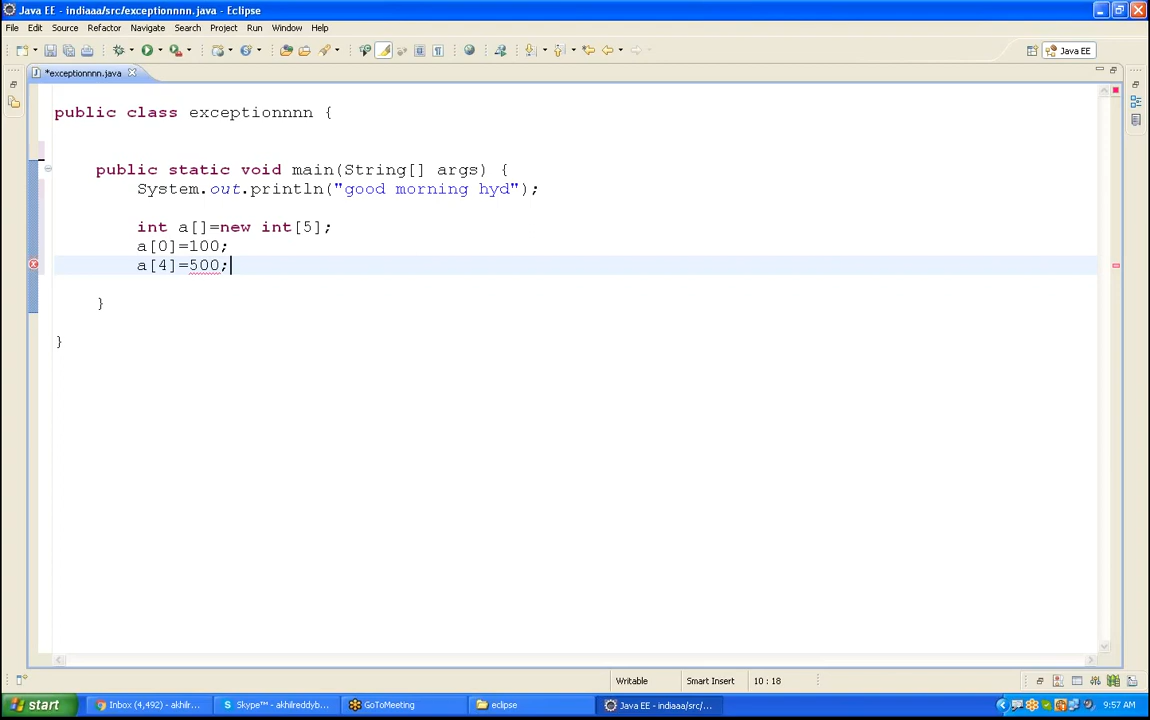 Java EE - indiaaa/src/exceptionnnn.java - Eclipse
File Edit Source Refactor Navigate Search Project Run Window Help
Java EE
*exceptionnnn.java
public class exceptionnnn {
public static void main(String[] args) {
System.out.println("good morning hyd");
int a[]=new int[5];
a[0]=100;
a[4]=500;
}
}
Writable Smart Insert 10 : 18
start Inbox (4,492) - akhilr... Skype™ - akhilreddyb... GoToMeeting eclipse Java EE - indiaaa/src/... 9:57 AM